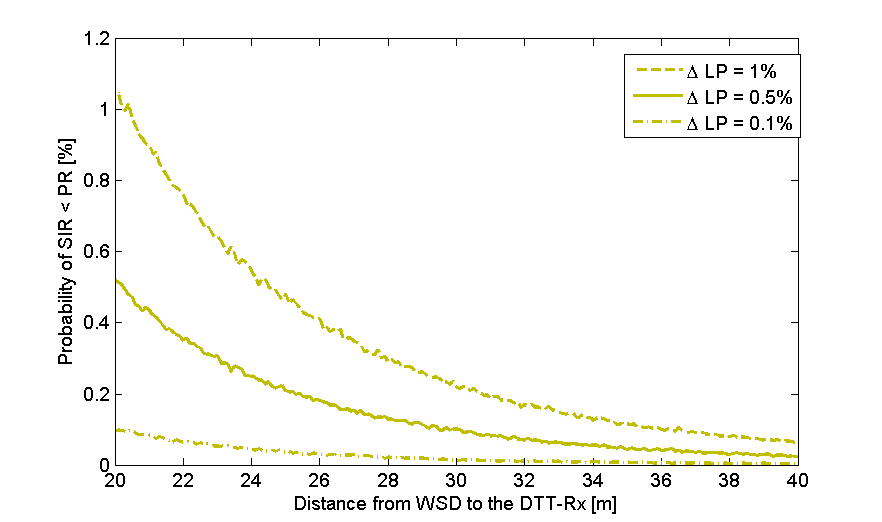 1.2
1
0.8
0.6
0.4
0.2
0
20 22 24 26 28 30 32 34 36 38 40
Probability of SIR < PR [%]
Distance from WSD to the DTT-Rx [m]
Δ LP = 1%
Δ LP = 0.5%
Δ LP = 0.1%